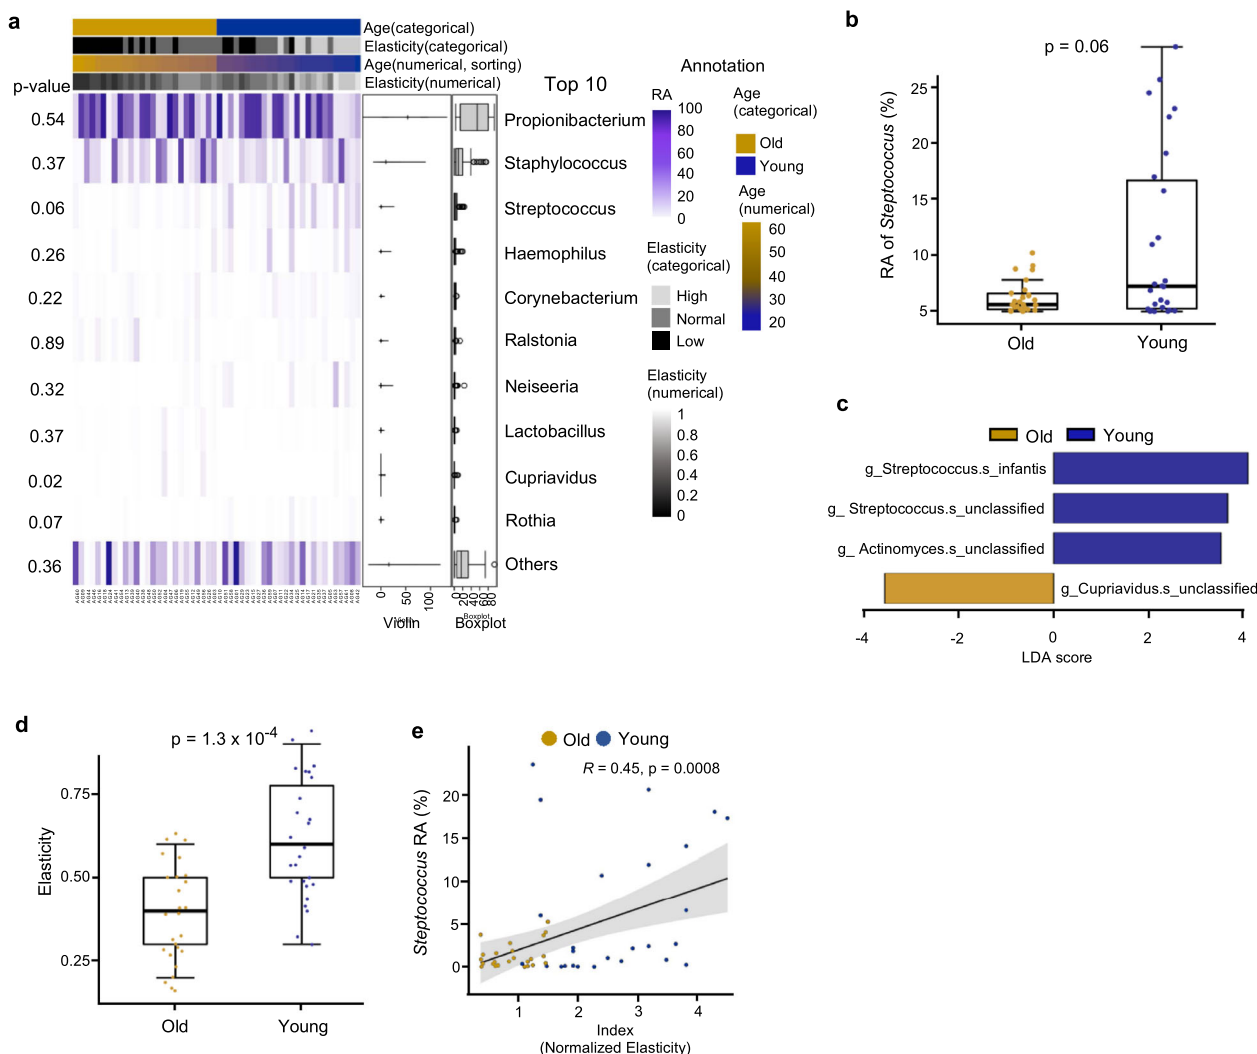 a
Age(categorical)
Elasticity(categorical)
Age(numerical, sorting)
Elasticity(numerical)
p-value
Top 10
0.54
Propionibacterium
0.37
Staphylococcus
0.06
Streptococcus
0.26
Haemophilus
0.22
Corynebacterium
0.89
Ralstonia
0.32
Neiseeria
0.37
Lactobacillus
0.02
Cupriavidus
0.07
Rothia
0.36
Others
0 50 100
Violin
0 20 40 60 80
Boxplot
Boxplot
Annotation
RA
100
80
60
40
20
0
Age
(categorical)
Old
Young
Age
(numerical)
60
50
40
30
20
Elasticity
(categorical)
High
Normal
Low
Elasticity
(numerical)
1
0.8
0.6
0.4
0.2
0
b
p = 0.06
RA of Steptococcus (%)
25
20
15
10
5
Old Young
c
Old Young
g_Streptococcus.s_infantis
g_ Streptococcus.s_unclassified
g_ Actinomyces.s_unclassified
g_Cupriavidus.s_unclassified
-4 -2 0 2 4
LDA score
d
p = 1.3 x 10-4
Elasticity
0.75
0.50
0.25
Old Young
e
Old Young
R = 0.45, p = 0.0008
Steptococcus RA (%)
20
15
10
5
0
1 2 3 4
Index
(Normalized Elasticity)